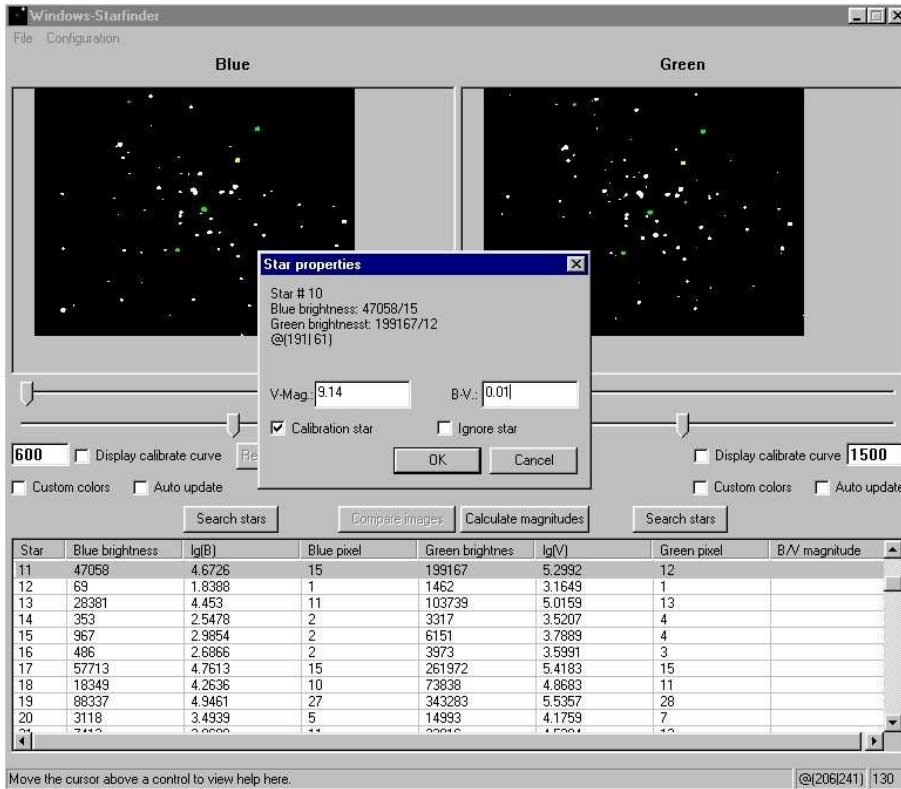 Windows-Starfinder
File Configuration
Blue Green
Star properties
Star # 10
Blue brightness: 47058/15
Green brightnesst: 199167/12
@(191| 61)
V-Mag.: 9.14 B-V.: 0.01
Calibration star Ignore star
OK Cancel
600 Display calibrate curve Re Display calibrate curve 1500
Custom colors Auto update Custom colors Auto update
Search stars Compare images Calculate magnitudes Search stars
Star Blue brightness lg(B) Blue pixel Green brightnes lg(V) Green pixel B/V magnitude
11 47058 4.6726 15 199167 5.2992 12
12 69 1.8388 1 1462 3.1649 1
13 28381 4.453 11 103739 5.0159 13
14 353 2.5478 2 3317 3.5207 4
15 967 2.9854 2 6151 3.7889 4
16 486 2.6866 2 3973 3.5991 3
17 57713 4.7613 15 261972 5.4183 15
18 18349 4.2636 10 73838 4.8683 11
19 88337 4.9461 27 343283 5.5357 28
20 3118 3.4939 5 14993 4.1759 7
Move the cursor above a control to view help here. @(206|241) 130